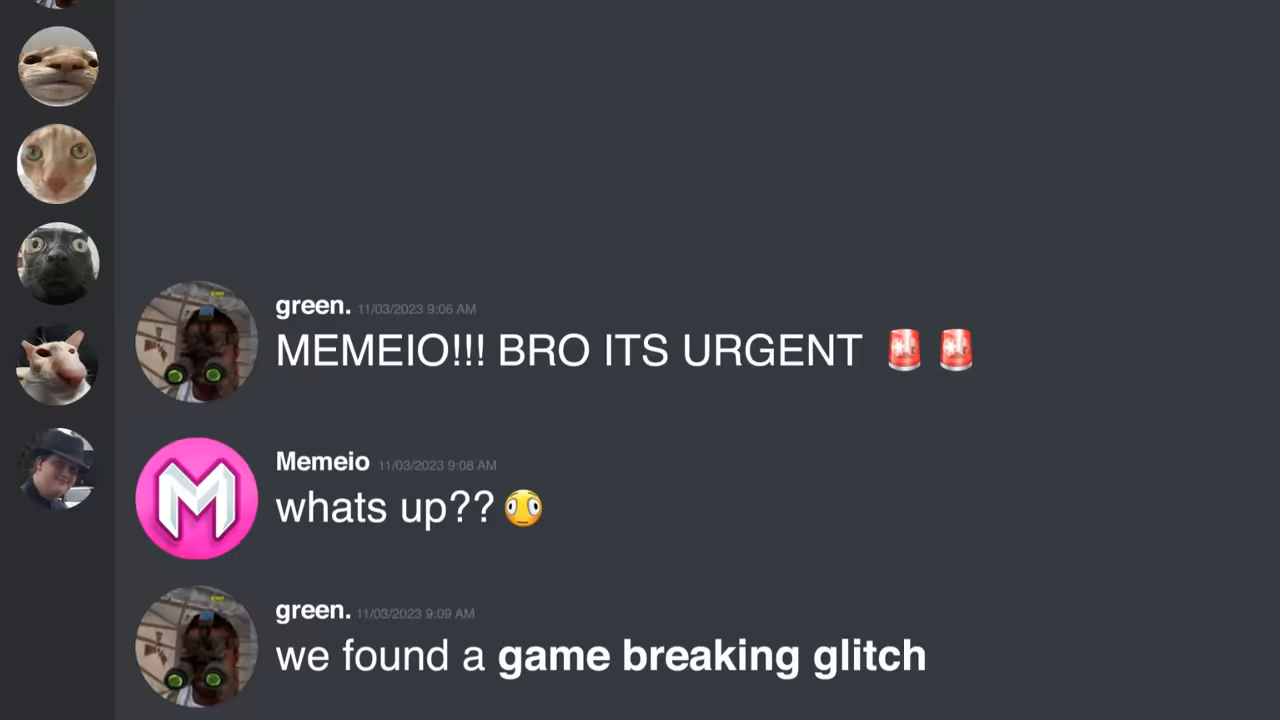 green. 11/03/2023 9:06 AM
MEMEIO!!! BRO ITS URGENT 🚨 🚨
Memeio 11/03/2023 9:08 AM
M
whats up??😳
green. 11/03/2023 9:09 AM
we found a game breaking glitch